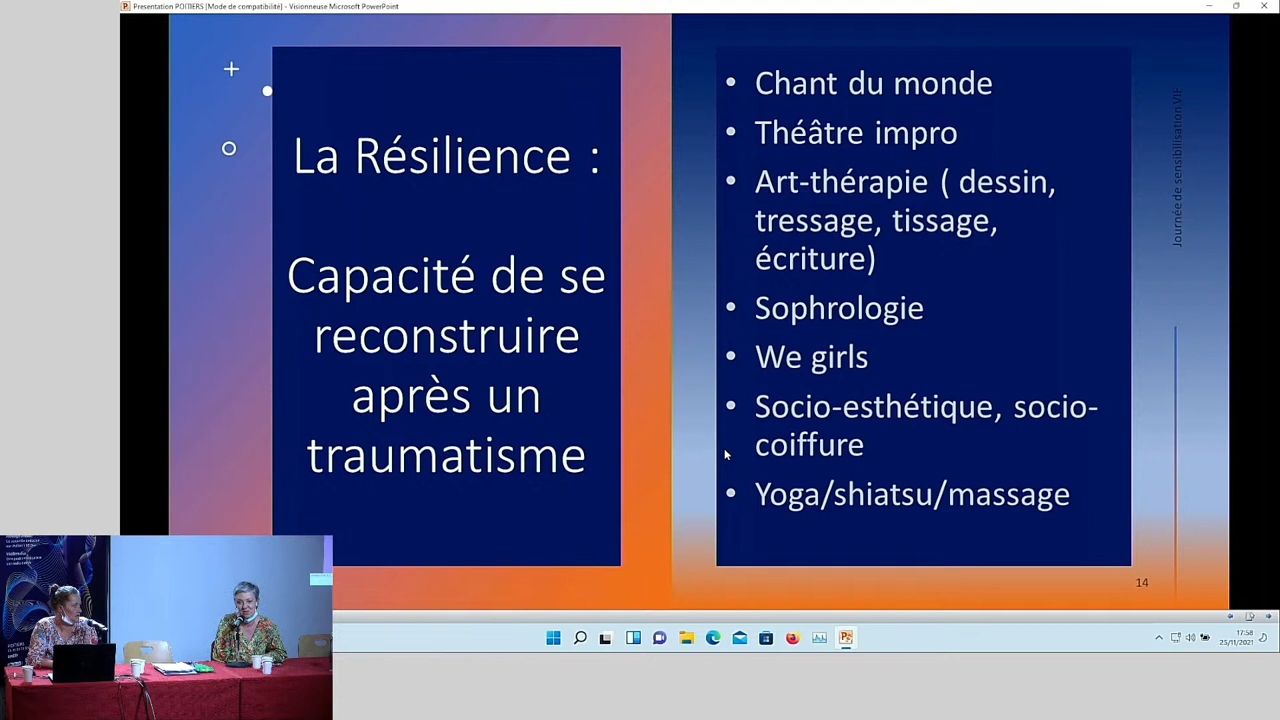 Presentation POITIERS [Mode de compatibilité] - Visionneuse Microsoft PowerPoint
La Résilience :
Capacité de se
reconstruire
après un
traumatisme
• Chant du monde
• Théâtre impro
• Art-thérapie ( dessin,
tressage, tissage,
écriture)
• Sophrologie
• We girls
• Socio-esthétique, socio-
coiffure
• Yoga/shiatsu/massage
Journée de sensibilisation VIF
14
17:58
25/11/2021